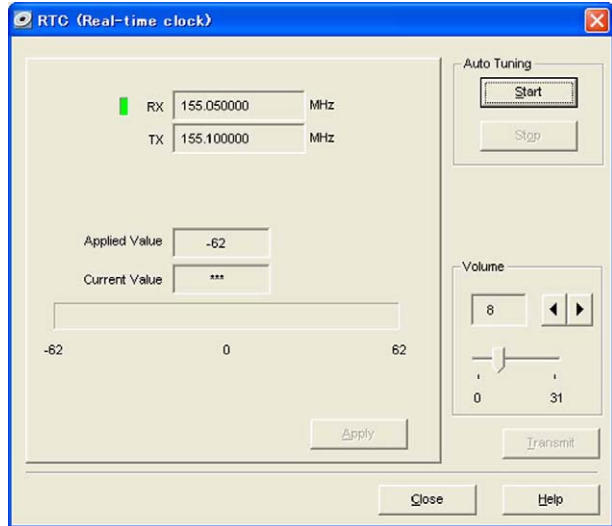 RTC (Real-time clock)
RX 155.050000 MHz
TX 155.100000 MHz
Applied Value -62
Current Value ***
-62 0 62
Apply
Auto Tuning
Start
Stop
Volume
8
0 31
Transmit
Close Help